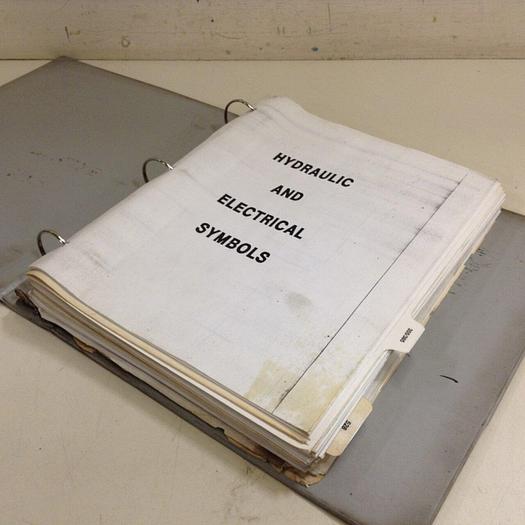 HYDRAULIC
AND
ELECTRICAL
SYMBOLS